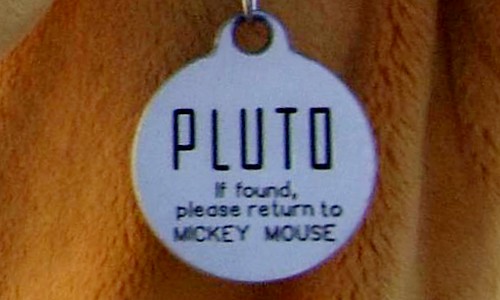 PLUTO
If found,
please return to
MICKEY MOUSE